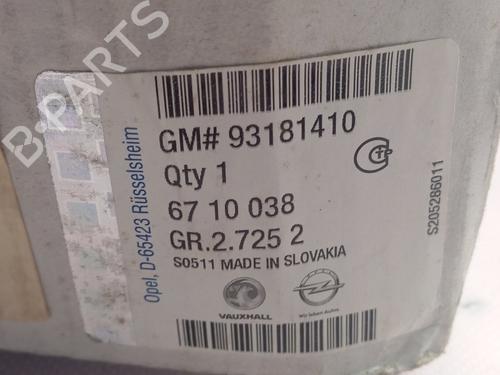 B-PARTS
Opel, D-65423 Rüsselsheim
GM# 93181410
Qty 1
67 10 038
GR.2.725 2
S0511 MADE IN SLOVAKIA
VAUXHALL
OPEL
Wir leben Autos.
S205286011